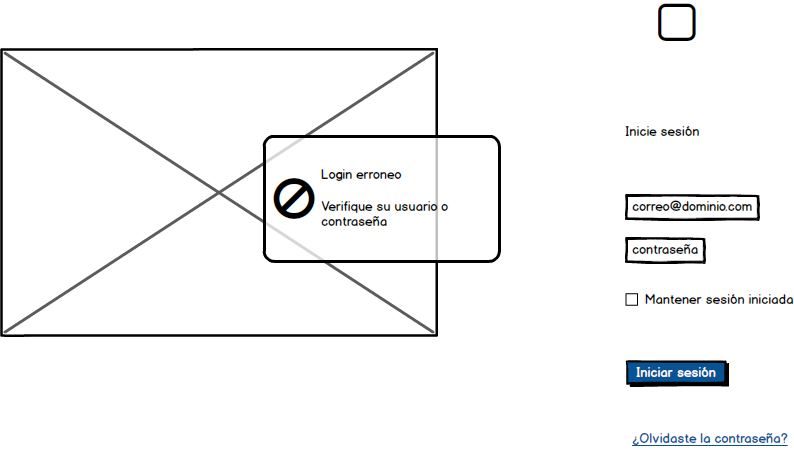 Inicie sesión
Login erroneo
Verifique su usuario o
contraseña
correo@dominio.com
contraseña
Mantener sesión iniciada
Iniciar sesión
¿Olvidaste la contraseña?